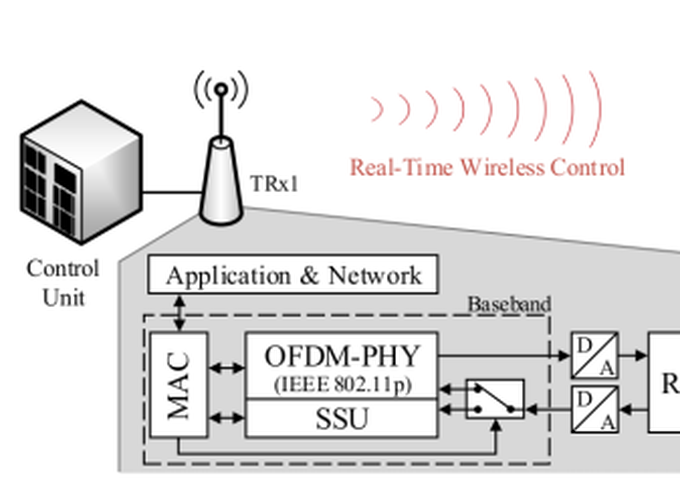 TRx1
Real-Time Wireless Control
Control
Unit
Application & Network
Baseband
MAC
OFDM-PHY
(IEEE 802.11p)
SSU
D
A
D
A
R